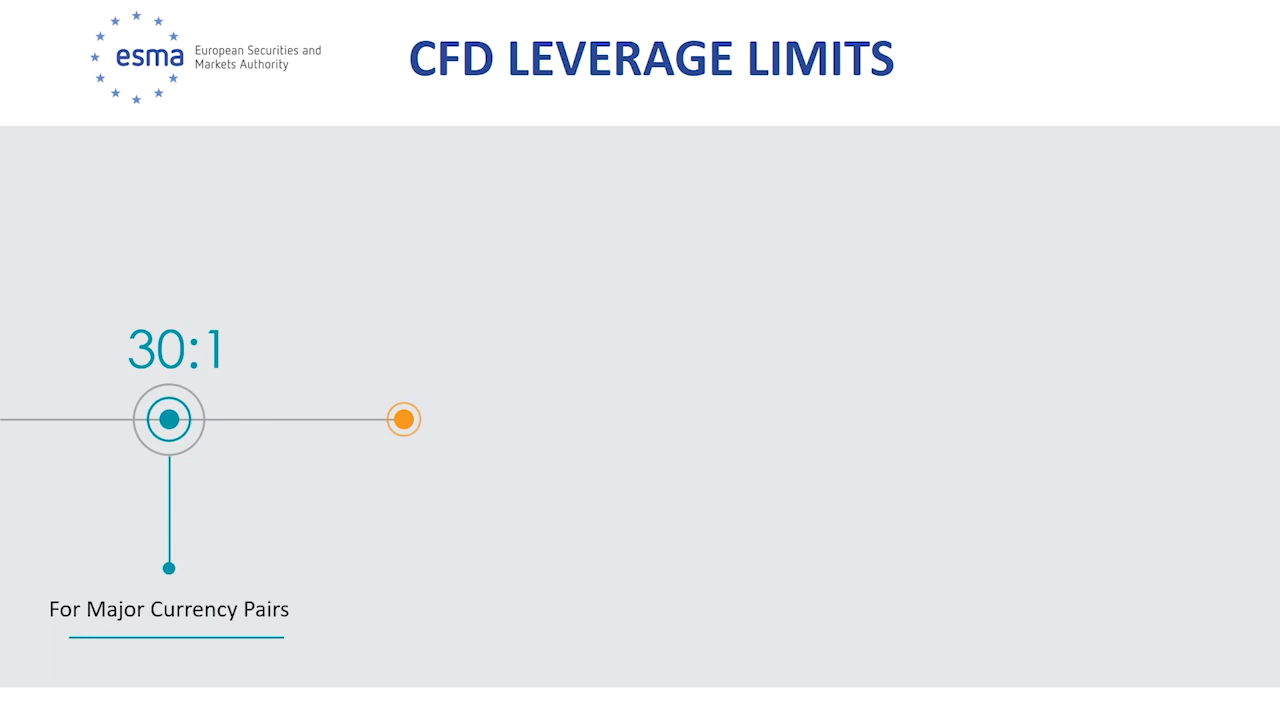 esma
European Securities and
Markets Authority
CFD LEVERAGE LIMITS
30:1
For Major Currency Pairs